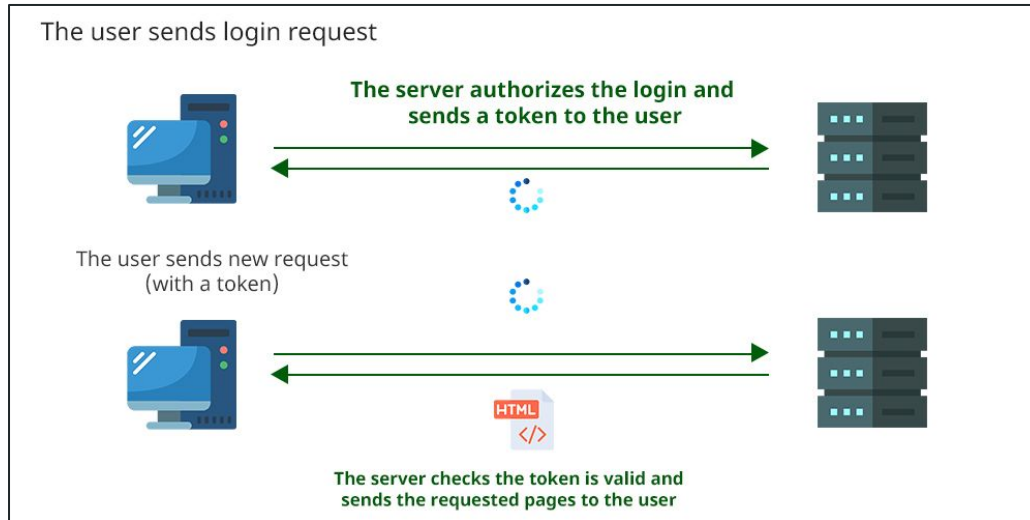 The user sends login request
The server authorizes the login and
sends a token to the user
The user sends new request
(with a token)
HTML
</>
The server checks the token is valid and
sends the requested pages to the user